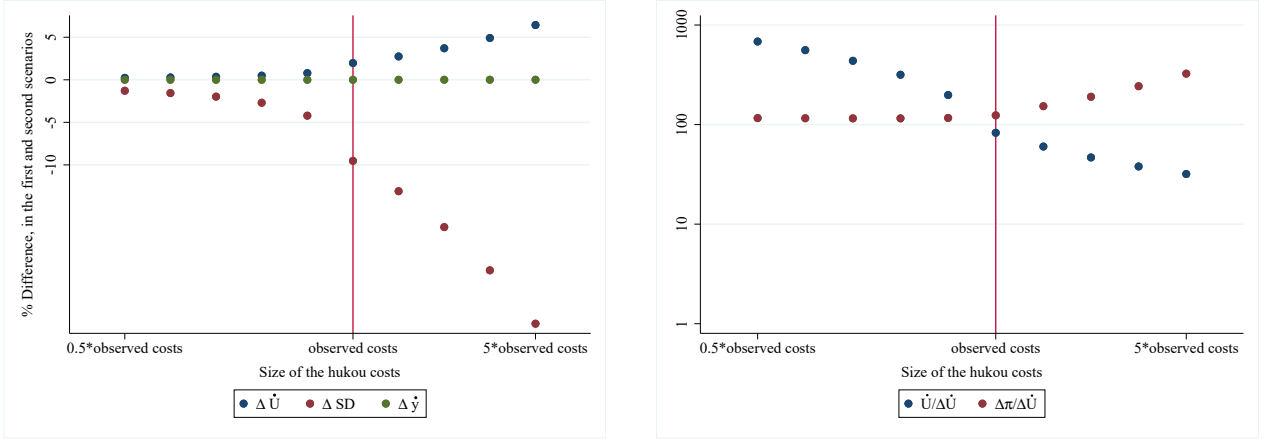 % Difference, in the first and second scenarios
5
0
-5
-10
0.5*observed costs
observed costs
5*observed costs
Size of the hukou costs
Δ U̇
Δ SD
Δ ẏ
1000
100
10
1
0.5*observed costs
observed costs
5*observed costs
Size of the hukou costs
U̇/ΔU̇
Δπ/ΔU̇